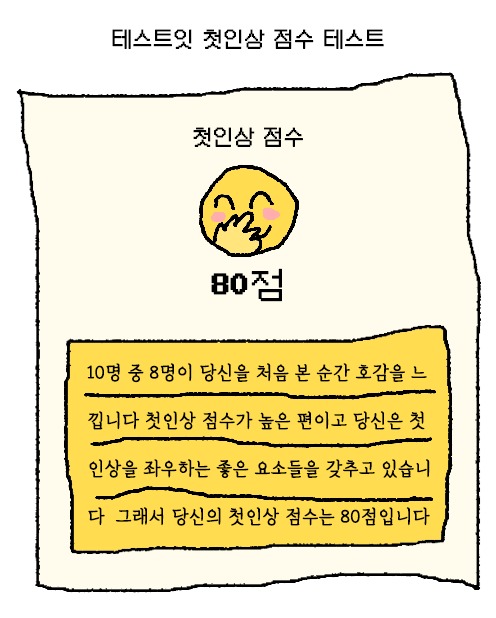 테스트잇 첫인상 점수 테스트
첫인상 점수
80점
10명 중 8명이 당신을 처음 본 순간 호감을 느
낍니다 첫인상 점수가 높은 편이고 당신은 첫
인상을 좌우하는 좋은 요소들을 갖추고 있습니
다 그래서 당신의 첫인상 점수는 80점입니다